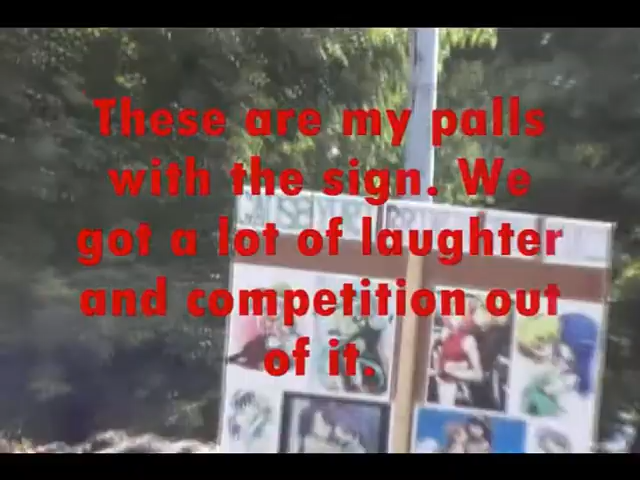 These are my palls
with the sign. We
got a lot of laughter
and competition out
of it.